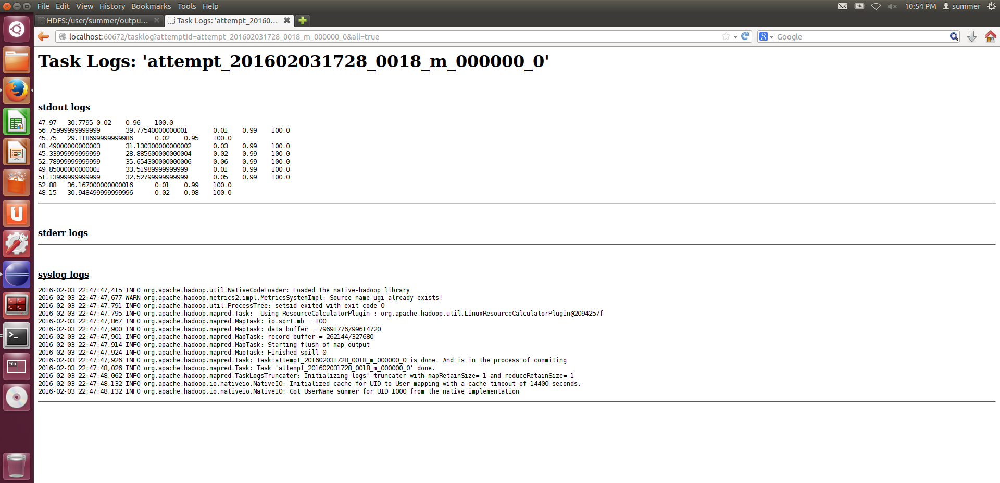 File Edit View History Bookmarks Tools Help 10:54 PM summer
HDFS:/user/summer/outpu... Task Logs: 'attempt_20160...
localhost:60672/tasklog?attemptid=attempt_201602031728_0018_m_000000_0&all=true Google
Task Logs: 'attempt_201602031728_0018_m_000000_0'
stdout logs
47.97 30.7795 0.02 0.96 100.0
56.75999999999999 39.77540000000001 0.01 0.99 100.0
45.75 29.118699999999986 0.02 0.95 100.0
48.49000000000003 31.130300000000002 0.03 0.99 100.0
45.33999999999999 28.885600000000004 0.02 0.99 100.0
52.78999999999999 35.654300000000006 0.06 0.99 100.0
49.85000000000001 33.51989999999999 0.01 0.99 100.0
51.13999999999999 32.52799999999999 0.05 0.99 100.0
52.88 36.167000000000016 0.01 0.99 100.0
48.15 30.948499999999996 0.02 0.98 100.0
stderr logs
syslog logs
2016-02-03 22:47:47,415 INFO org.apache.hadoop.util.NativeCodeLoader: Loaded the native-hadoop library
2016-02-03 22:47:47,677 WARN org.apache.hadoop.metrics2.impl.MetricsSystemImpl: Source name ugi already exists!
2016-02-03 22:47:47,791 INFO org.apache.hadoop.util.ProcessTree: setsid exited with exit code 0
2016-02-03 22:47:47,795 INFO org.apache.hadoop.mapred.Task:  Using ResourceCalculatorPlugin : org.apache.hadoop.util.LinuxResourceCalculatorPlugin@2094257f
2016-02-03 22:47:47,867 INFO org.apache.hadoop.mapred.MapTask: io.sort.mb = 100
2016-02-03 22:47:47,900 INFO org.apache.hadoop.mapred.MapTask: data buffer = 79691776/99614720
2016-02-03 22:47:47,901 INFO org.apache.hadoop.mapred.MapTask: record buffer = 262144/327680
2016-02-03 22:47:47,914 INFO org.apache.hadoop.mapred.MapTask: Starting flush of map output
2016-02-03 22:47:47,924 INFO org.apache.hadoop.mapred.MapTask: Finished spill 0
2016-02-03 22:47:47,926 INFO org.apache.hadoop.mapred.Task: Task:attempt_201602031728_0018_m_000000_0 is done. And is in the process of commiting
2016-02-03 22:47:48,026 INFO org.apache.hadoop.mapred.Task: Task 'attempt_201602031728_0018_m_000000_0' done.
2016-02-03 22:47:48,062 INFO org.apache.hadoop.mapred.TaskLogsTruncater: Initializing logs' truncater with mapRetainSize=-1 and reduceRetainSize=-1
2016-02-03 22:47:48,132 INFO org.apache.hadoop.io.nativeio.NativeIO: Initialized cache for UID to User mapping with a cache timeout of 14400 seconds.
2016-02-03 22:47:48,132 INFO org.apache.hadoop.io.nativeio.NativeIO: Got UserName summer for UID 1000 from the native implementation